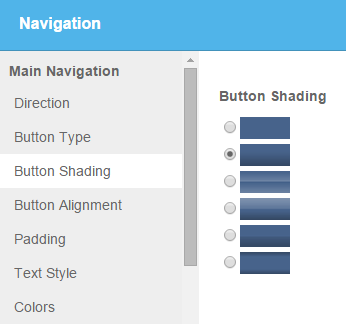 Navigation
Main Navigation
Direction
Button Type
Button Shading
Button Alignment
Padding
Text Style
Colors
Button Shading